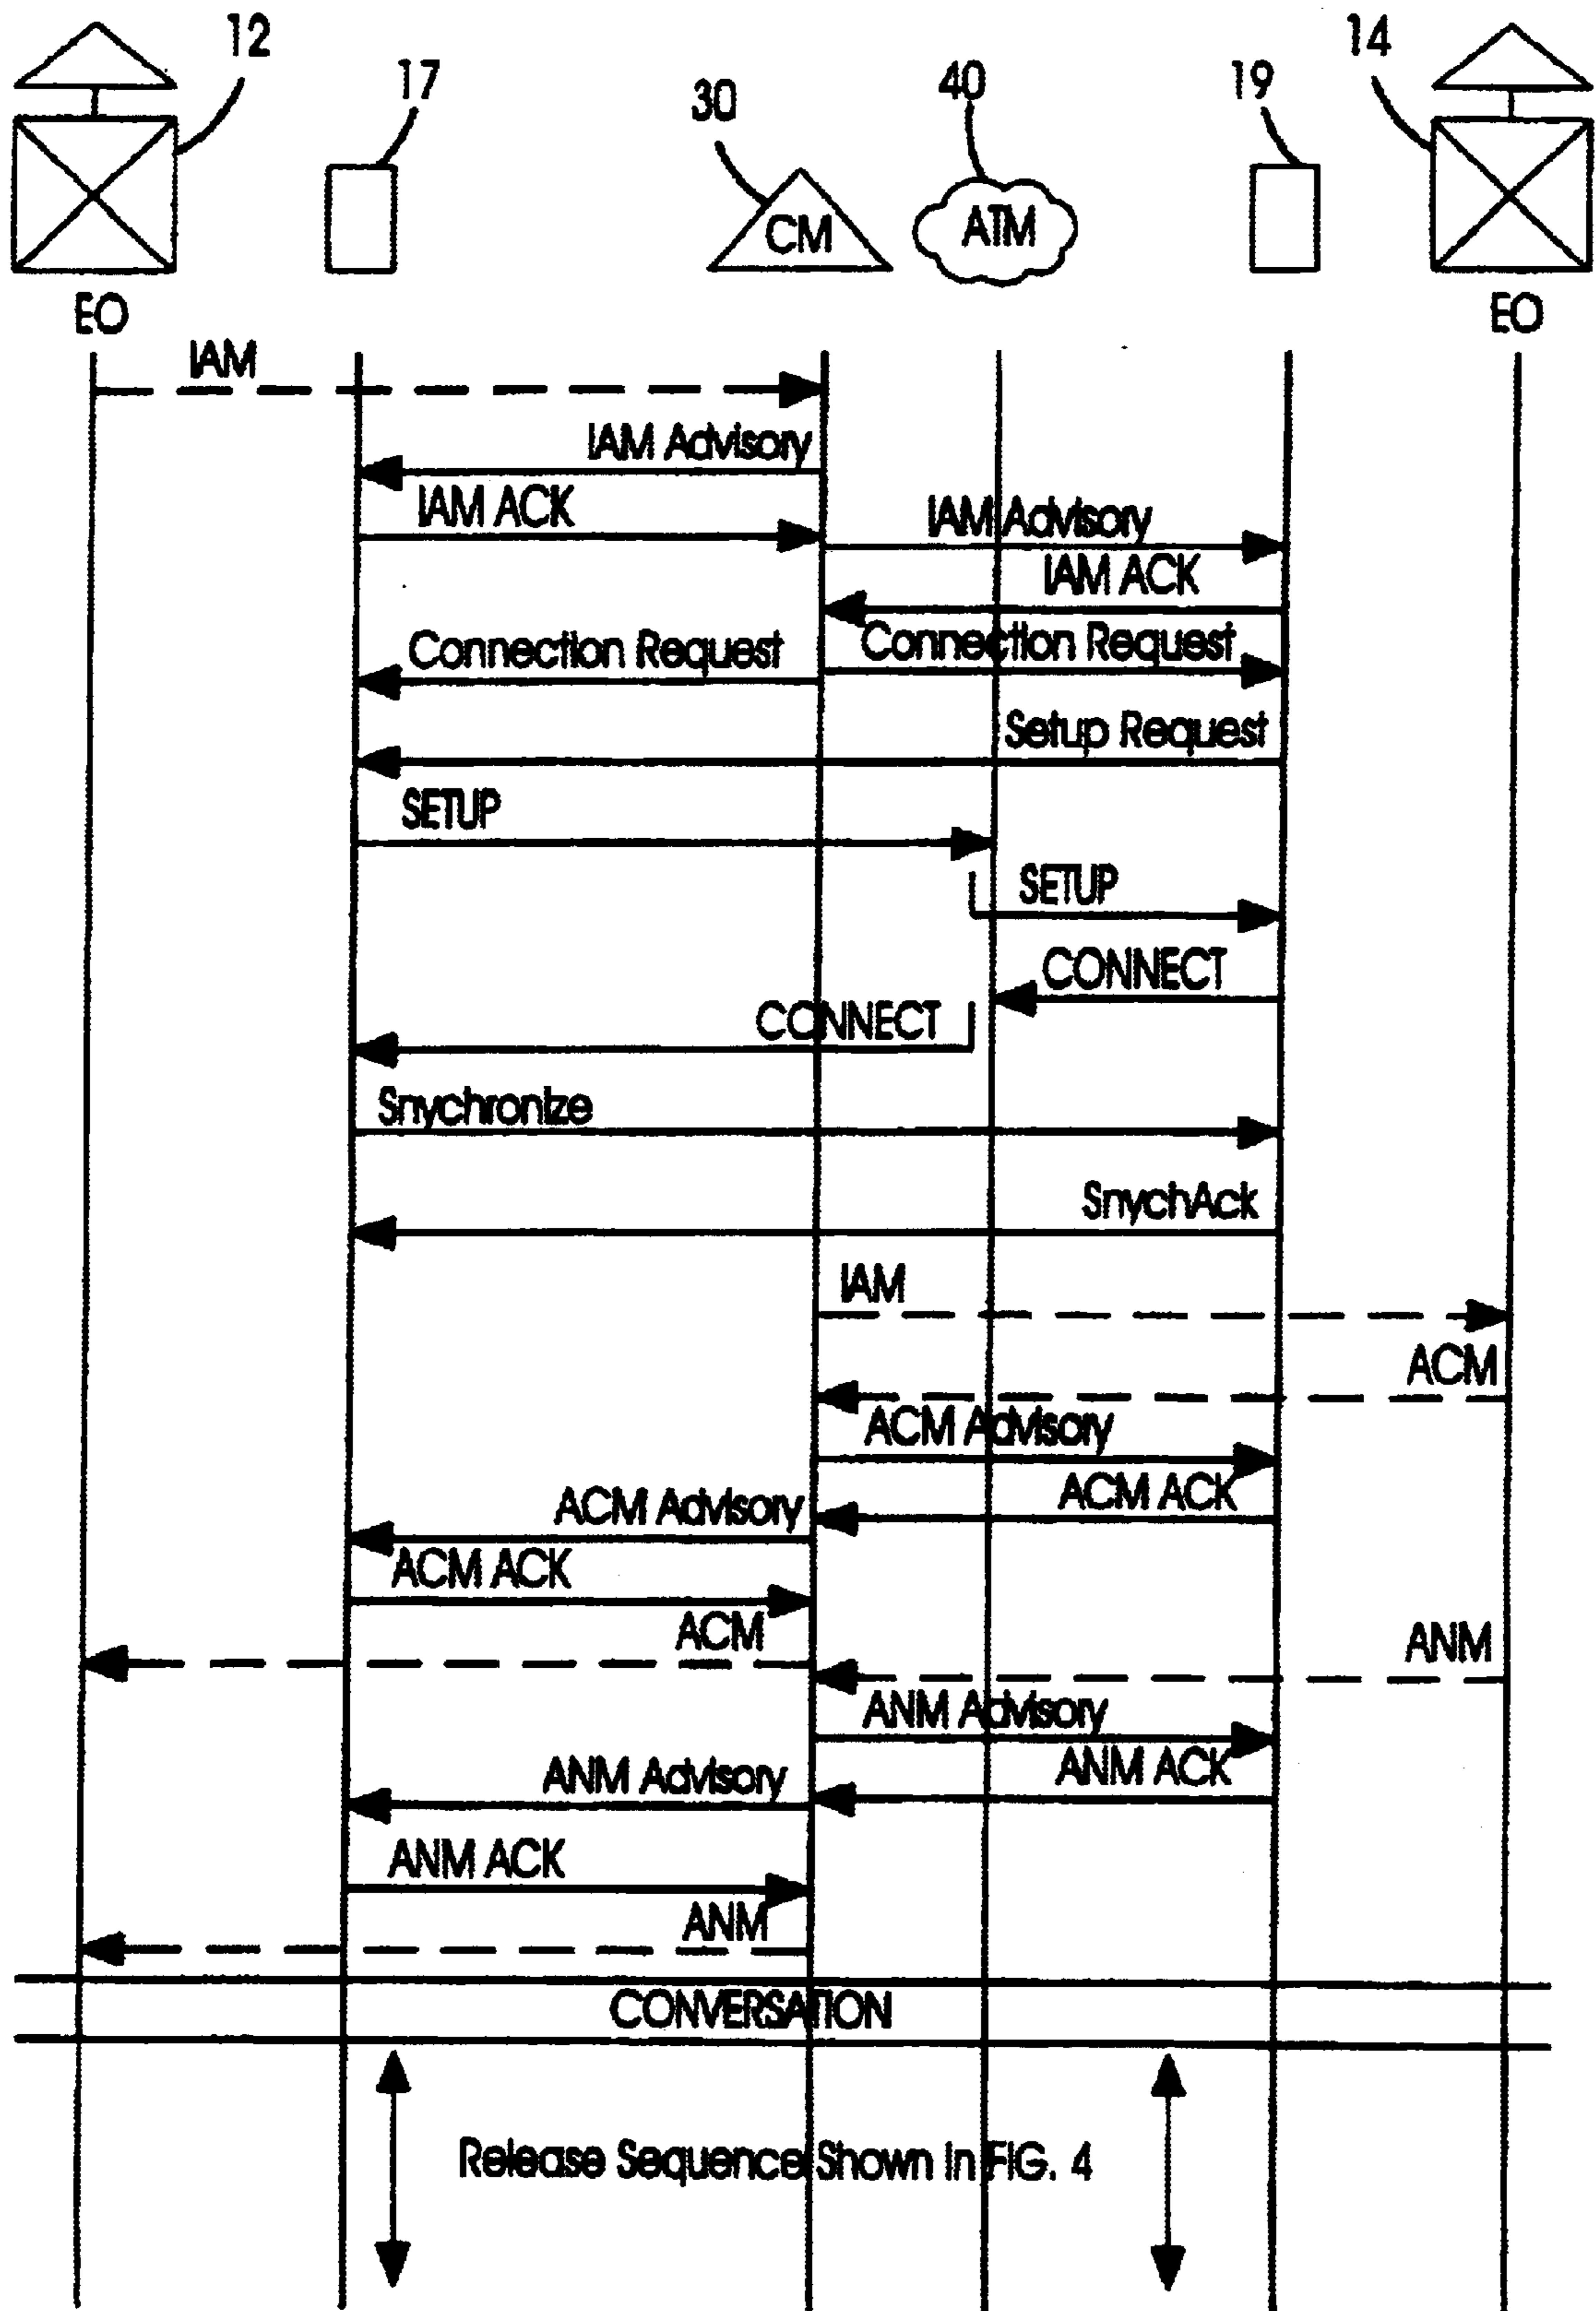 12
17
30
40
19
14
CM
ATM
EO
EO
IAM
IAM Advisory
IAM ACK
IAM Advisory
IAM ACK
Connection Request
Connection Request
Setup Request
SETUP
SETUP
CONNECT
CONNECT
Snychronize
SnychAck
IAM
ACM
ACM Advisory
ACM ACK
ACM Advisory
ACM ACK
ACM
ANM
ANM Advisory
ANM ACK
ANM Advisory
ANM ACK
ANM
CONVERSATION
Release Sequence Shown in FIG. 4